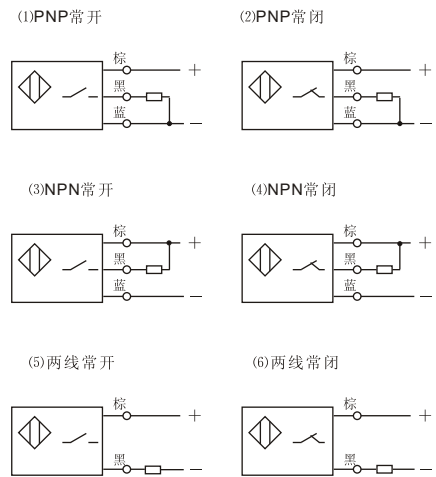 (1)PNP常开 (2)PNP常闭
棕 + 棕 +
黑 黑
蓝 — 蓝 —
(3)NPN常开 (4)NPN常闭
棕 + 棕 +
黑 黑
蓝 — 蓝 —
(5)两线常开 (6)两线常闭
棕 + 棕 +
黑 — 黑 —